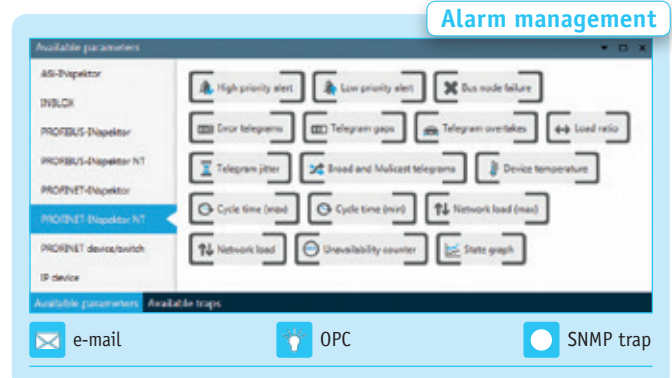 Alarm management
Available parameters
ASI-INspektor
INBLOX
PROFIBUS-INspektor
PROFIBUS-INspektor NT
PROFINET-INspektor
PROFINET-INspektor NT
PROFINET device/switch
IP device
High priority alert
Low priority alert
Bus node failure
Error telegrams
Telegram gaps
Telegram overtakes
Load ratio
Telegram jitter
Broad and Multicast telegrams
Device temperature
Cycle time (max)
Cycle time (min)
Network load (max)
Network load
Unavailability counter
State graph
Available parameters
Available traps
e-mail
OPC
SNMP trap